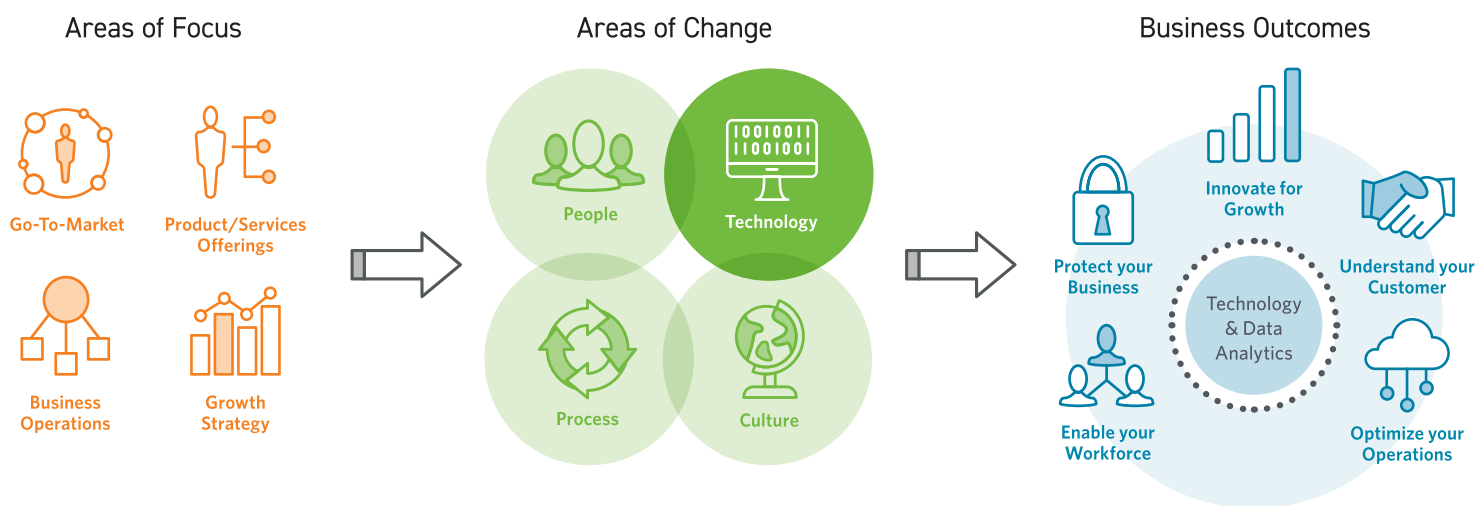 Areas of Focus
Go-To-Market
Product/Services
Offerings
Business
Operations
Growth
Strategy
Areas of Change
People
10010011
11001001
Technology
Process
Culture
Business Outcomes
Innovate for
Growth
Protect your
Business
Understand your
Customer
Technology
& Data
Analytics
Enable your
Workforce
Optimize your
Operations